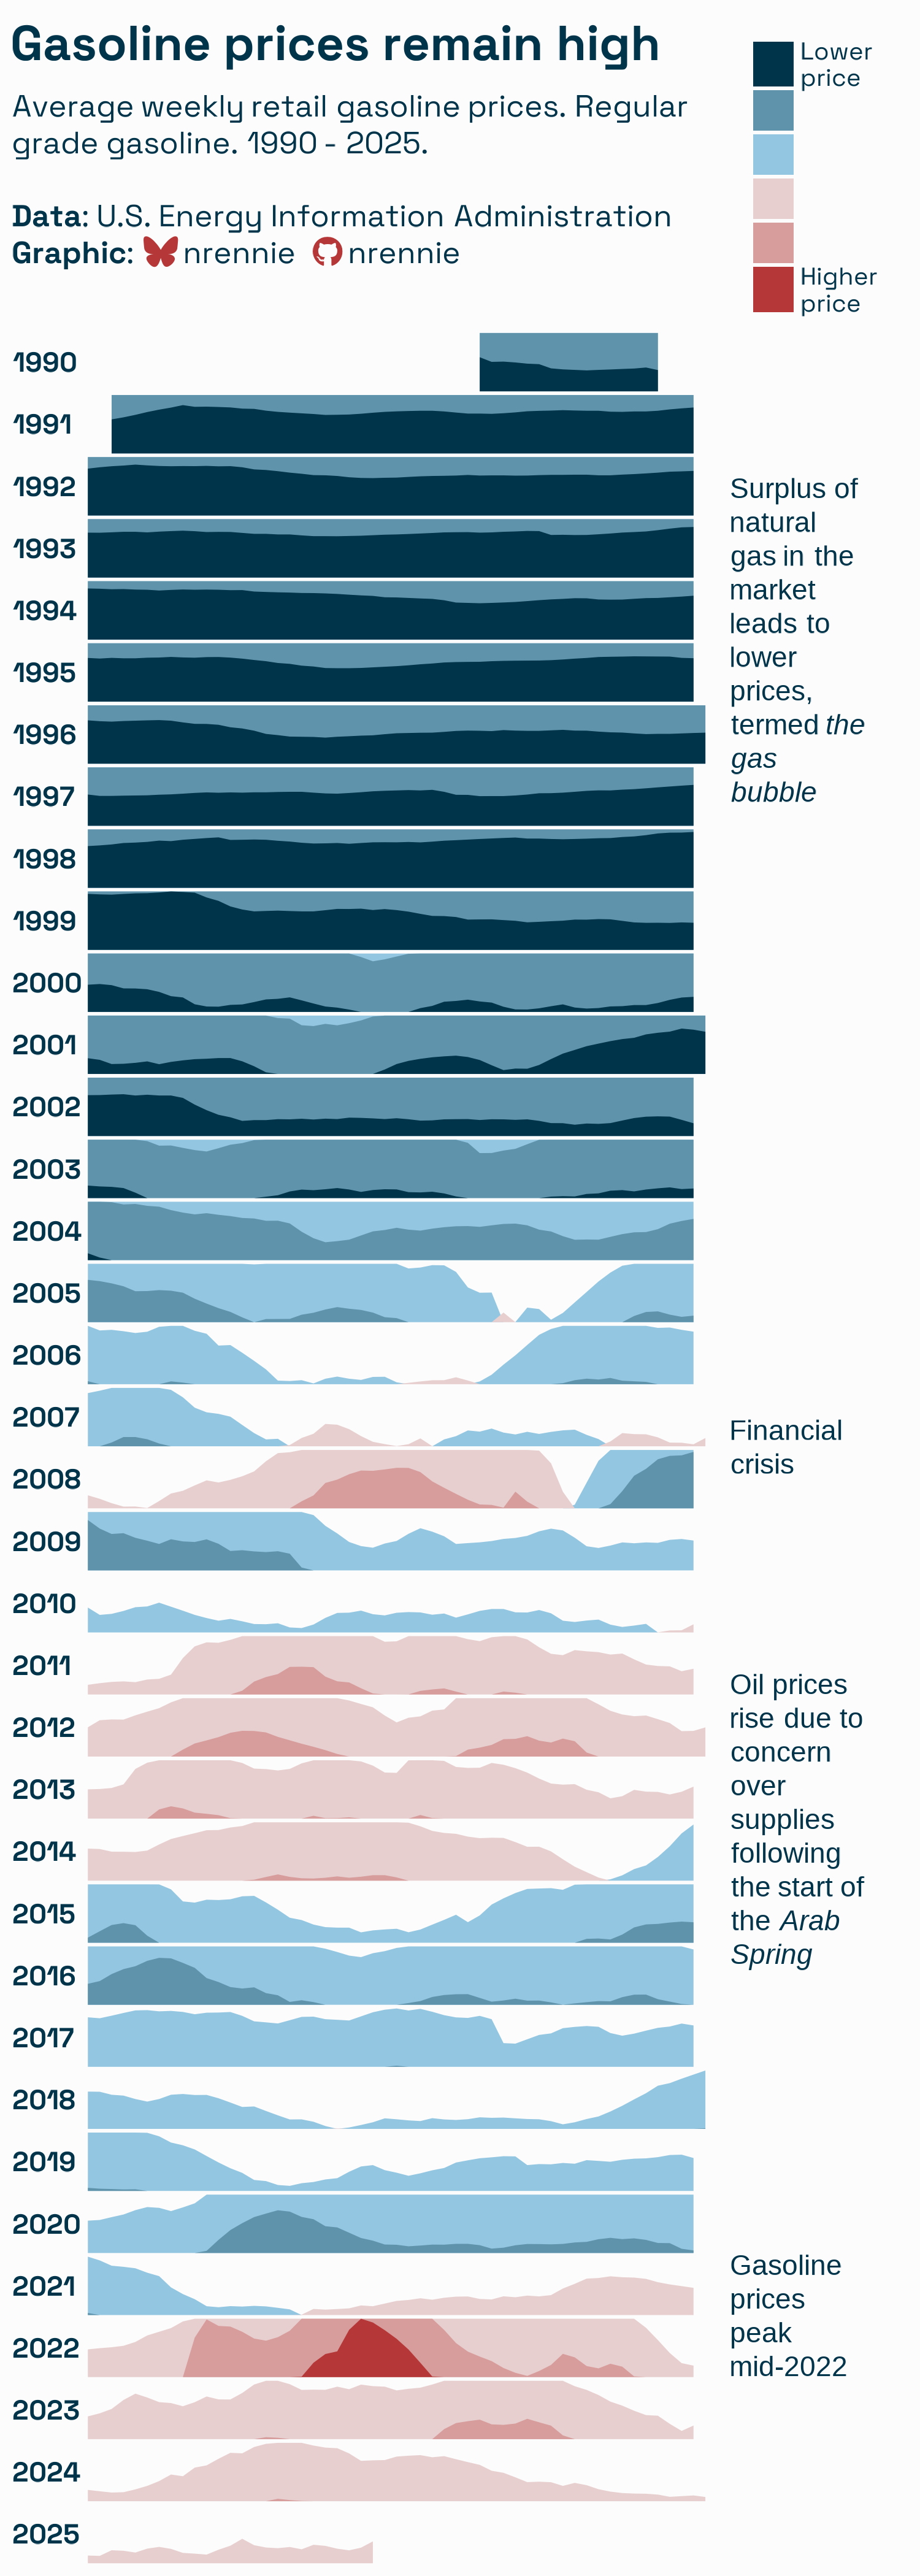 Gasoline prices remain high
Average weekly retail gasoline prices. Regular
grade gasoline. 1990 - 2025.
Data: U.S. Energy Information Administration
Graphic: nrennie nrennie
Lower
price
Higher
price
1990
1991
1992
Surplus of
natural
gas in the
market
leads to
lower
prices,
termed the
gas
bubble
1993
1994
1995
1996
1997
1998
1999
2000
2001
2002
2003
2004
2005
2006
2007
Financial
crisis
2008
2009
2010
2011
Oil prices
rise due to
concern
over
supplies
following
the start of
the Arab
Spring
2012
2013
2014
2015
2016
2017
2018
2019
2020
2021
Gasoline
prices
peak
mid-2022
2022
2023
2024
2025